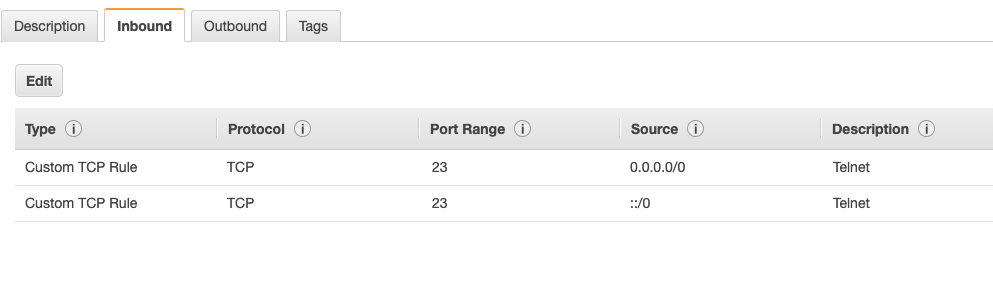 Description Inbound Outbound Tags
Edit
Type i Protocol i Port Range i Source i Description i
Custom TCP Rule TCP 23 0.0.0.0/0 Telnet
Custom TCP Rule TCP 23 ::/0 Telnet